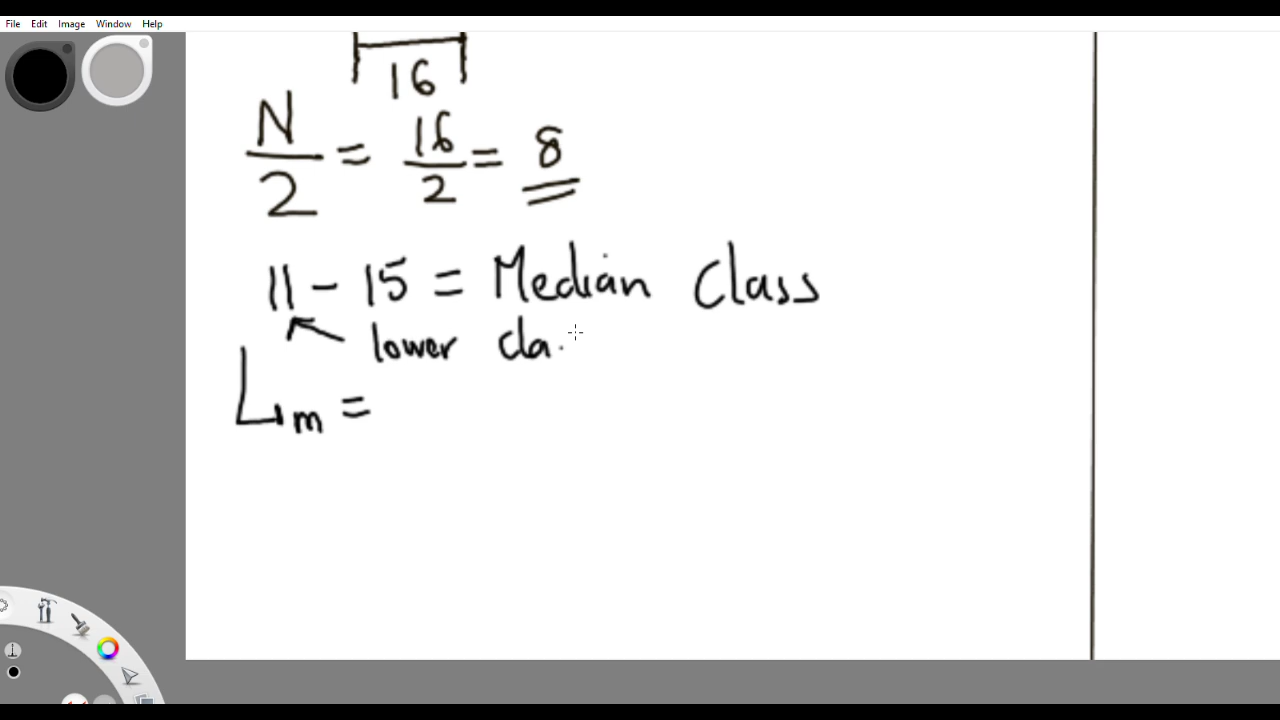 File Edit Image Window Help
16
N/2 = 16/2 = 8
11 - 15 = Median Class
lower cla
Lm =